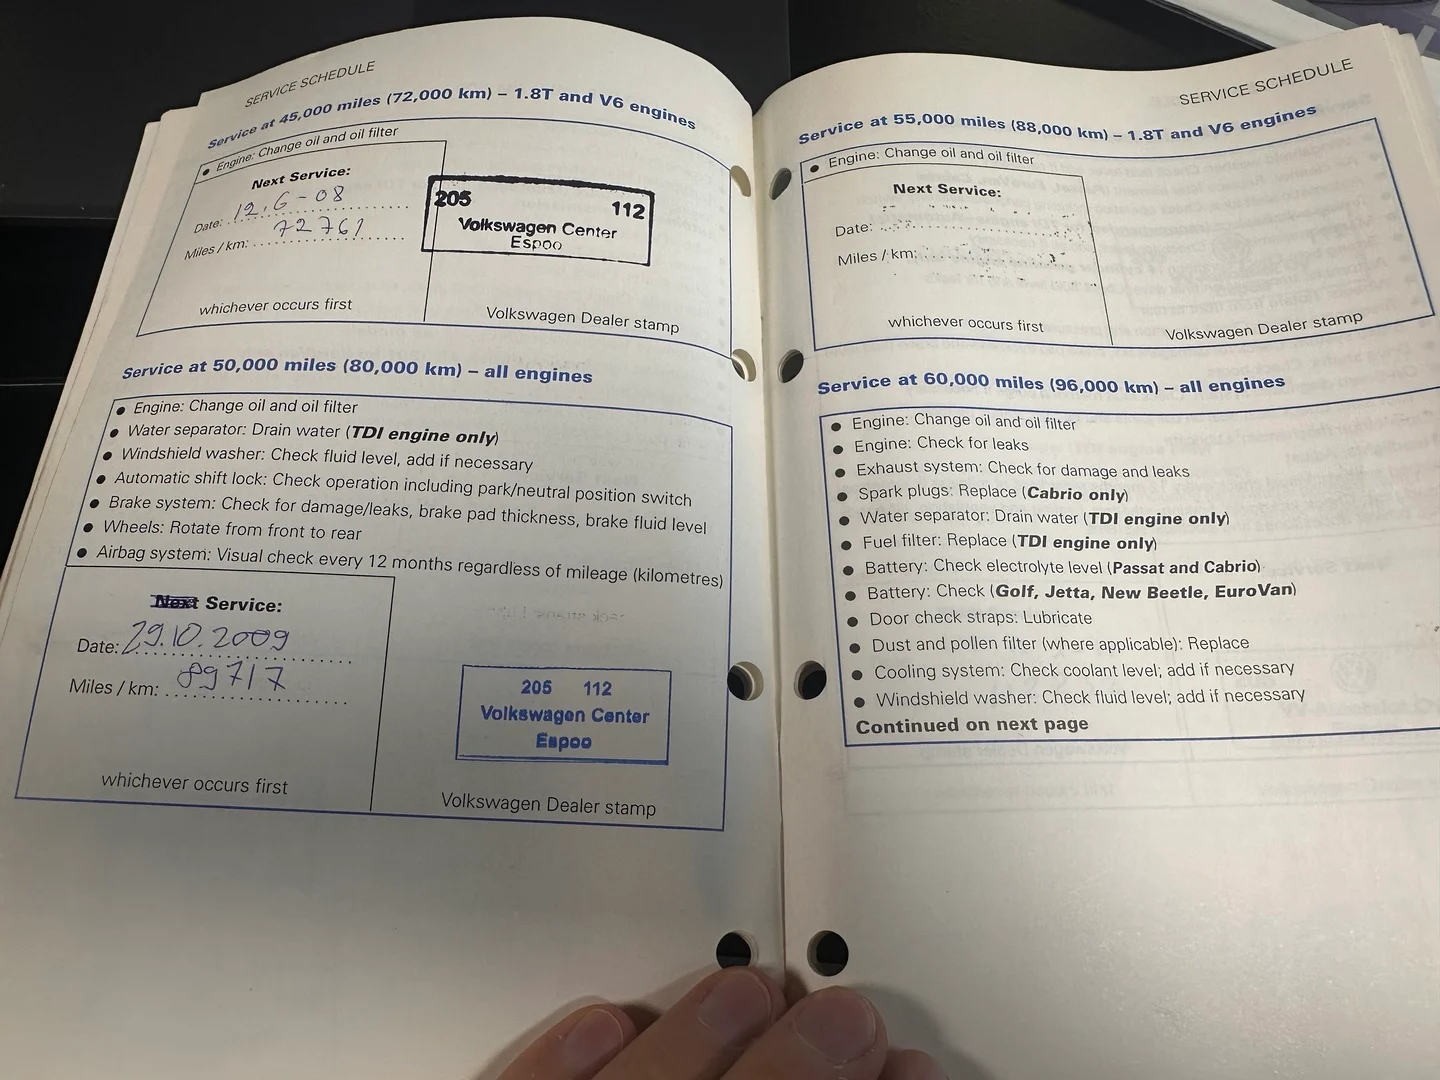 SERVICE SCHEDULE
Service at 45,000 miles (72,000 km) – 1.8T and V6 engines
• Engine: Change oil and oil filter
Next Service:
Date: 12.6-08
Miles / km: 72761
whichever occurs first
205 112
Volkswagen Center
Espoo
Volkswagen Dealer stamp
Service at 50,000 miles (80,000 km) – all engines
• Engine: Change oil and oil filter
• Water separator: Drain water (TDI engine only)
• Windshield washer: Check fluid level, add if necessary
• Automatic shift lock: Check operation including park/neutral position switch
• Brake system: Check for damage/leaks, brake pad thickness, brake fluid level
• Wheels: Rotate from front to rear
• Airbag system: Visual check every 12 months regardless of mileage (kilometres)
Next Service:
Date: 29.10.2009
Miles / km: 89717
whichever occurs first
205 112
Volkswagen Center
Espoo
Volkswagen Dealer stamp
SERVICE SCHEDULE
Service at 55,000 miles (88,000 km) – 1.8T and V6 engines
• Engine: Change oil and oil filter
Next Service:
Date:
Miles / km:
whichever occurs first
Volkswagen Dealer stamp
Service at 60,000 miles (96,000 km) – all engines
• Engine: Change oil and oil filter
• Engine: Check for leaks
• Exhaust system: Check for damage and leaks
• Spark plugs: Replace (Cabrio only)
• Water separator: Drain water (TDI engine only)
• Fuel filter: Replace (TDI engine only)
• Battery: Check electrolyte level (Passat and Cabrio)
• Battery: Check (Golf, Jetta, New Beetle, EuroVan)
• Door check straps: Lubricate
• Dust and pollen filter (where applicable): Replace
• Cooling system: Check coolant level; add if necessary
• Windshield washer: Check fluid level; add if necessary
Continued on next page